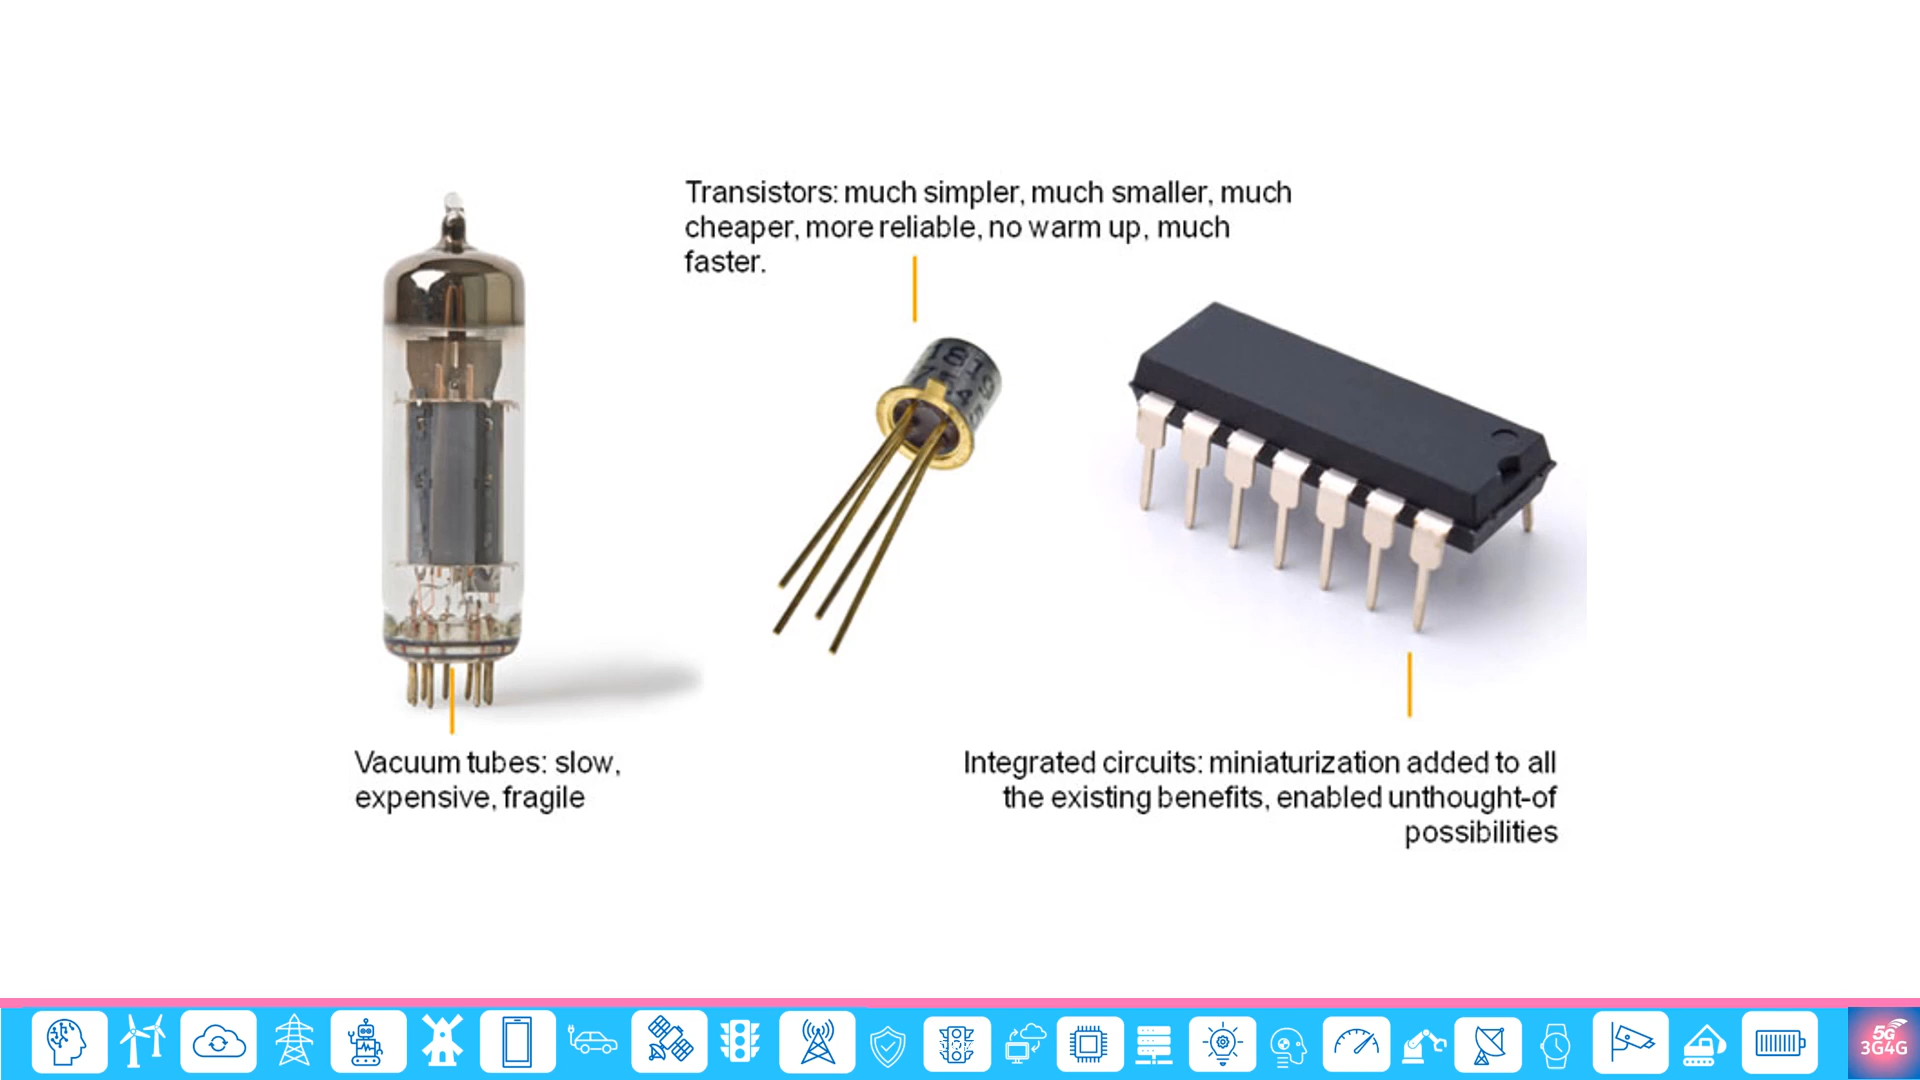 Transistors: much simpler, much smaller, much
cheaper, more reliable, no warm up, much
faster.
Vacuum tubes: slow,
expensive, fragile
Integrated circuits: miniaturization added to all
the existing benefits, enabled unthought-of
possibilities
5G
3G4G